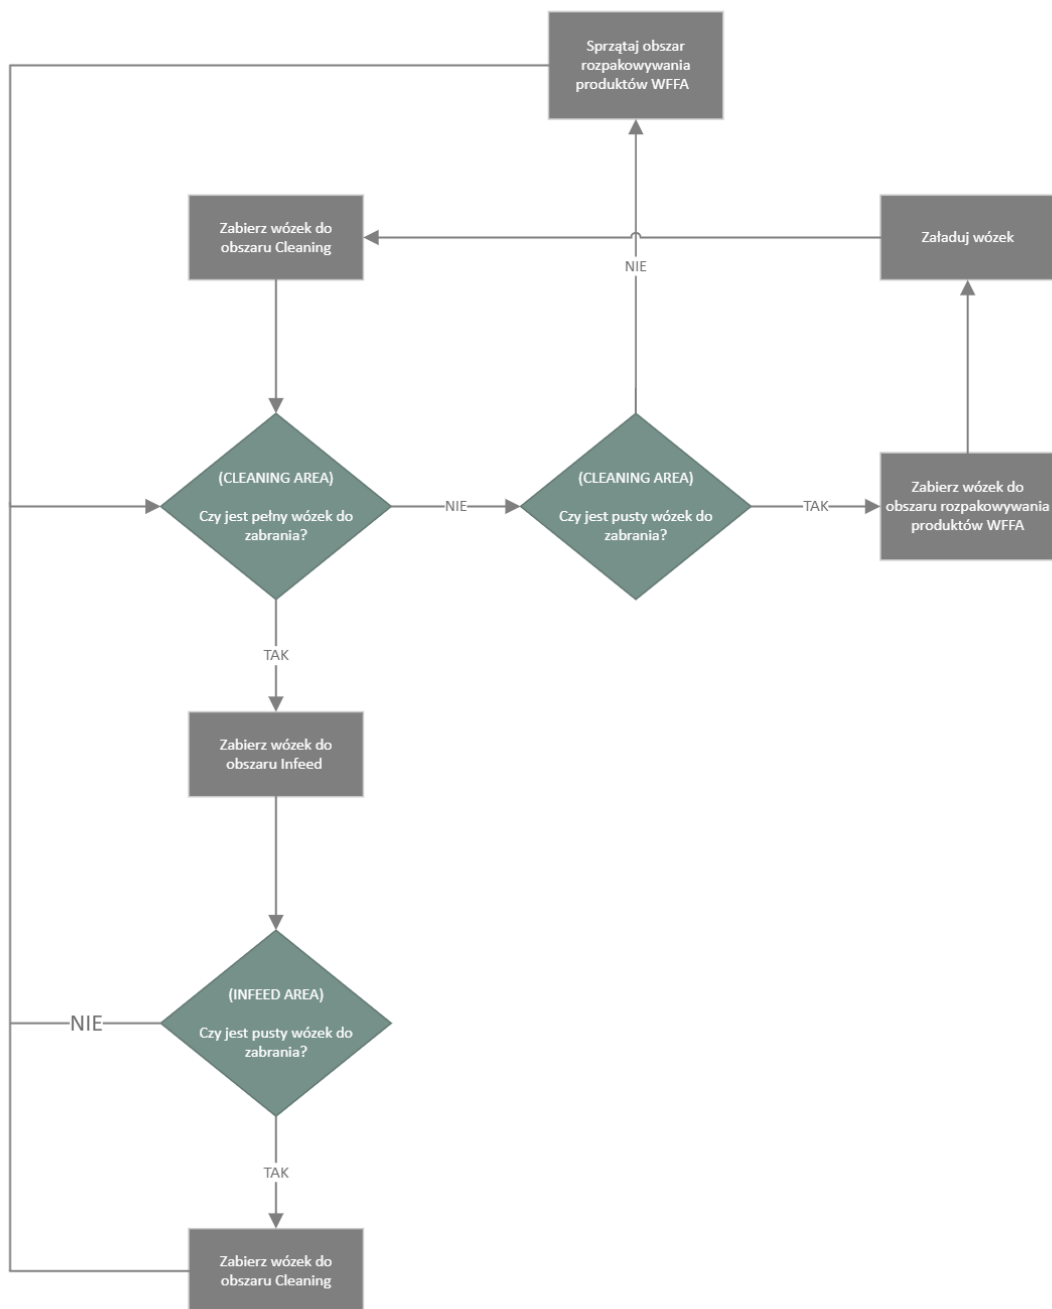 Sprzątaj obszar
rozpakowywania
produktów WFFA
Zabierz wózek do
obszaru Cleaning
Załaduj wózek
NIE
(CLEANING AREA)
Czy jest pełny wózek do
zabrania?
NIE
(CLEANING AREA)
Czy jest pusty wózek do
zabrania?
TAK
Zabierz wózek do
obszaru rozpakowywania
produktów WFFA
TAK
Zabierz wózek do
obszaru Infeed
(INFEED AREA)
Czy jest pusty wózek do
zabrania?
NIE
TAK
Zabierz wózek do
obszaru Cleaning